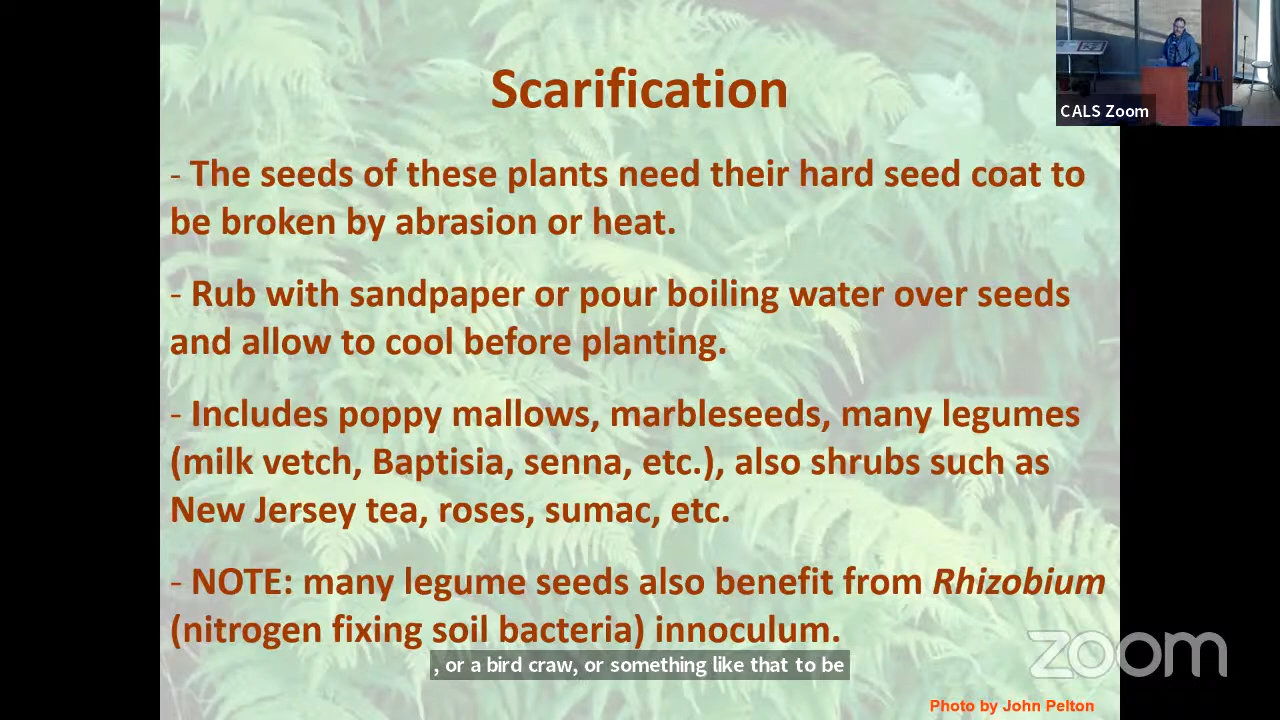 Scarification
CALS Zoom
- The seeds of these plants need their hard seed coat to
be broken by abrasion or heat.
- Rub with sandpaper or pour boiling water over seeds
and allow to cool before planting.
- Includes poppy mallows, marbleseeds, many legumes
(milk vetch, Baptisia, senna, etc.), also shrubs such as
New Jersey tea, roses, sumac, etc.
- NOTE: many legume seeds also benefit from Rhizobium
(nitrogen fixing soil bacteria) innoculum.
, or a bird craw, or something like that to be
zoom
Photo by John Pelton